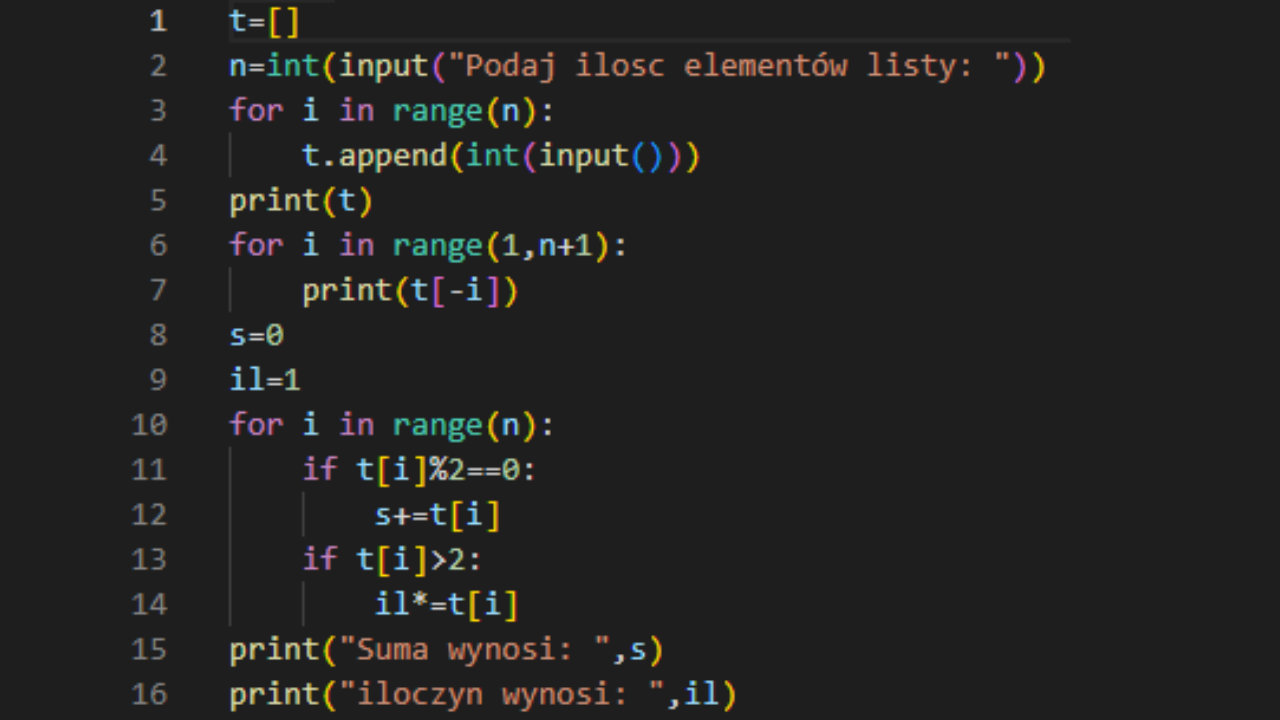 1 t=[]
2 n=int(input("Podaj ilosc elementów listy: "))
3 for i in range(n):
4     t.append(int(input()))
5 print(t)
6 for i in range(1,n+1):
7     print(t[-i])
8 s=0
9 il=1
10 for i in range(n):
11     if t[i]%2==0:
12         s+=t[i]
13     if t[i]>2:
14         il*=t[i]
15 print("Suma wynosi: ",s)
16 print("iloczyn wynosi: ",il)